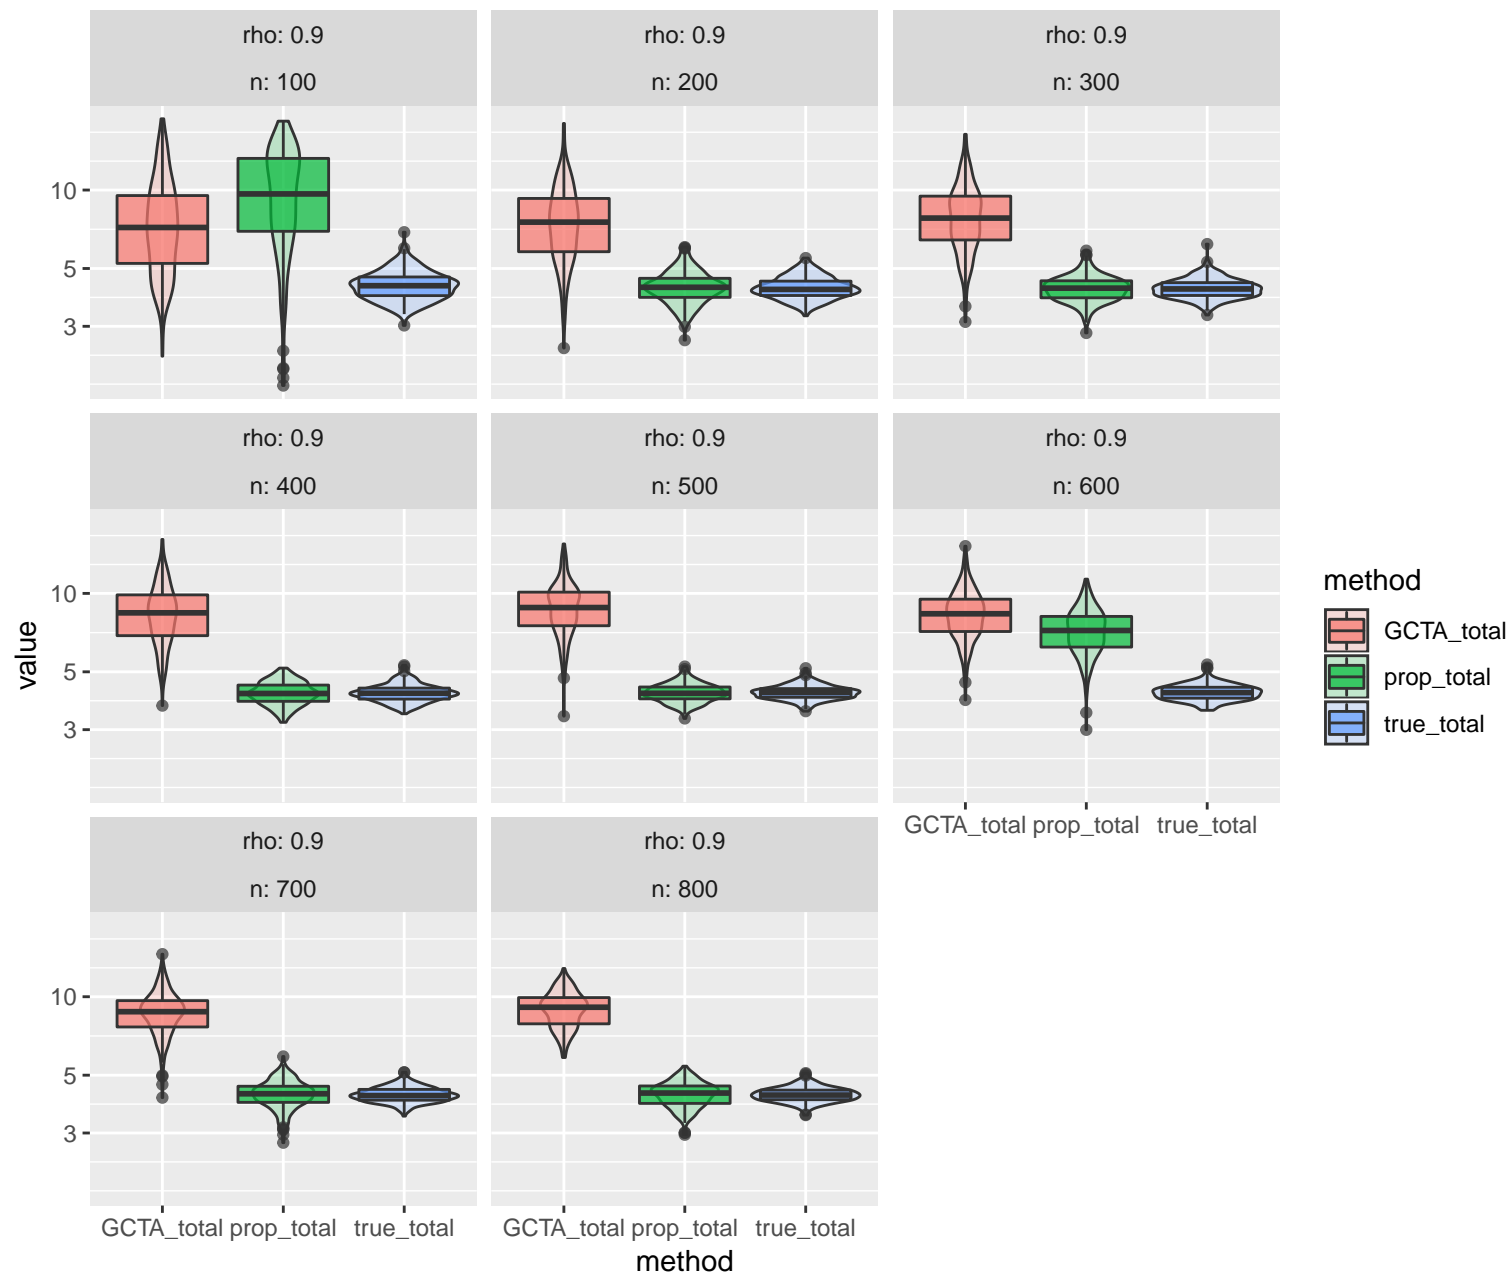 rho: 0.9
n: 100
rho: 0.9
n: 200
rho: 0.9
n: 300
10
5
3
rho: 0.9
n: 400
rho: 0.9
n: 500
rho: 0.9
n: 600
10
5
3
GCTA_total prop_total true_total
rho: 0.9
n: 700
rho: 0.9
n: 800
10
5
3
GCTA_total prop_total true_total
GCTA_total prop_total true_total
method
value
method
GCTA_total
prop_total
true_total